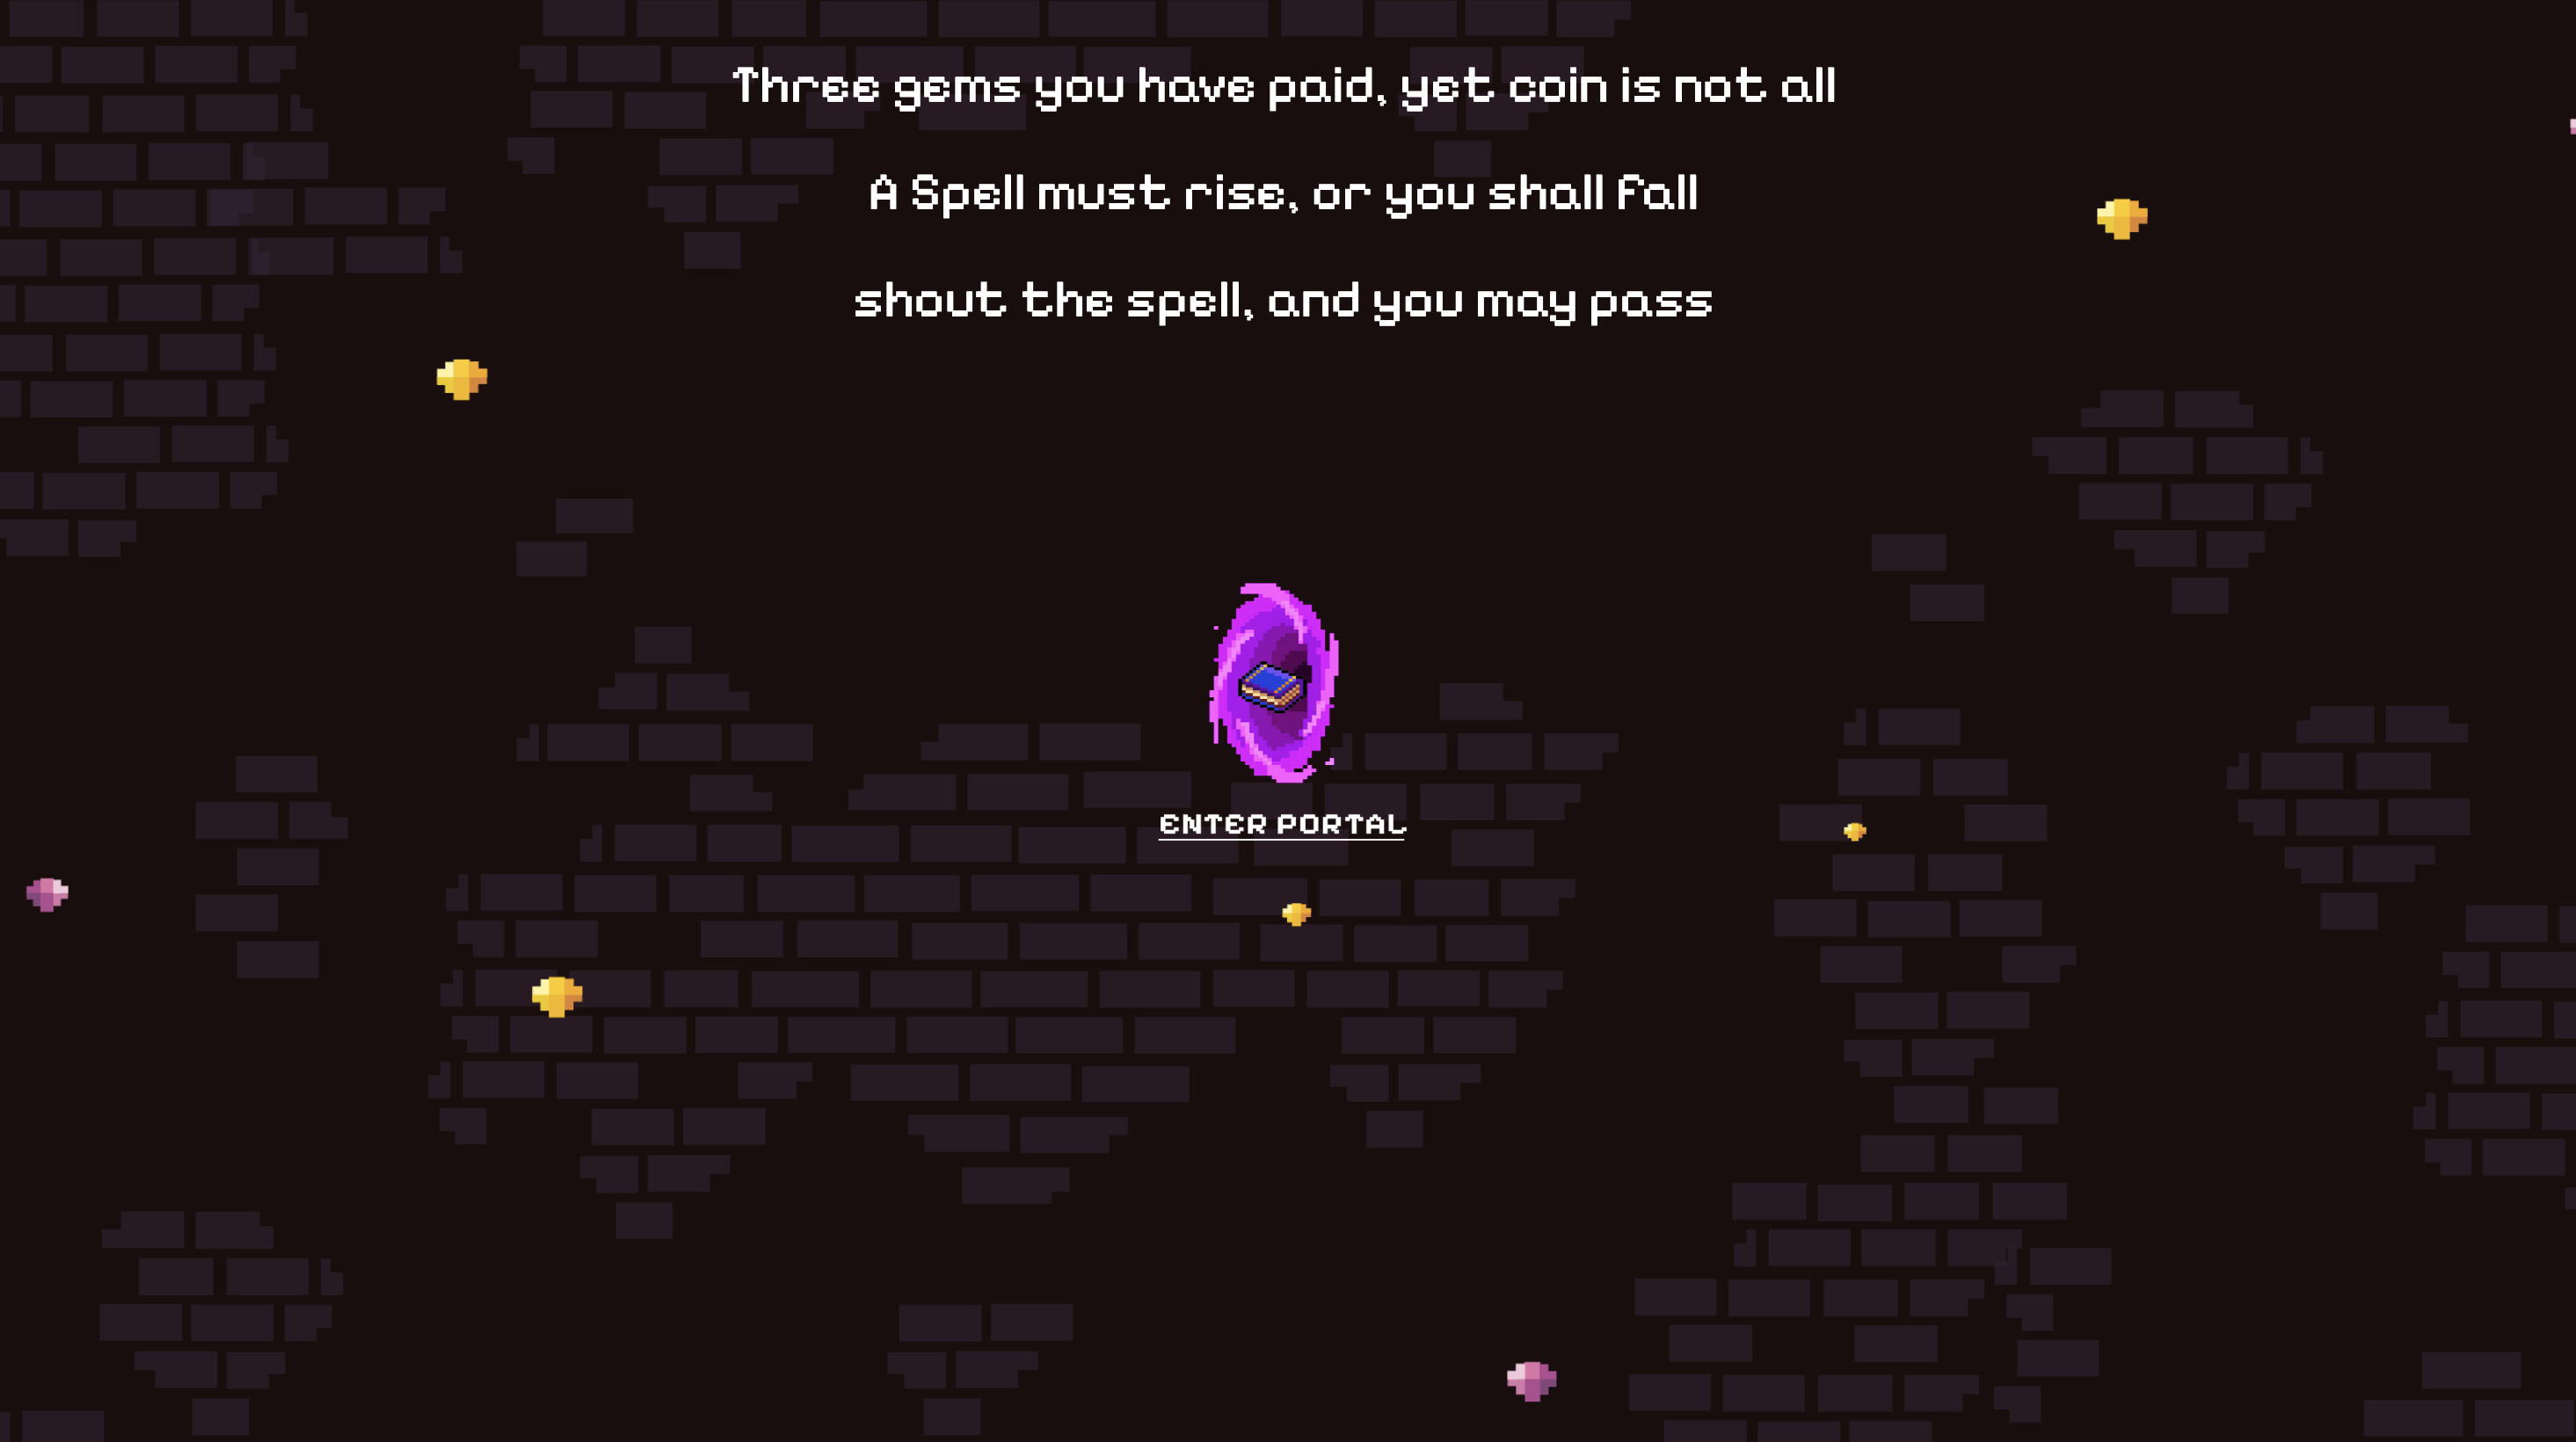 Three gems you have paid, yet coin is not all
A Spell must rise, or you shall Fall
shout the spell, and you may pass
ENTER PORTAL